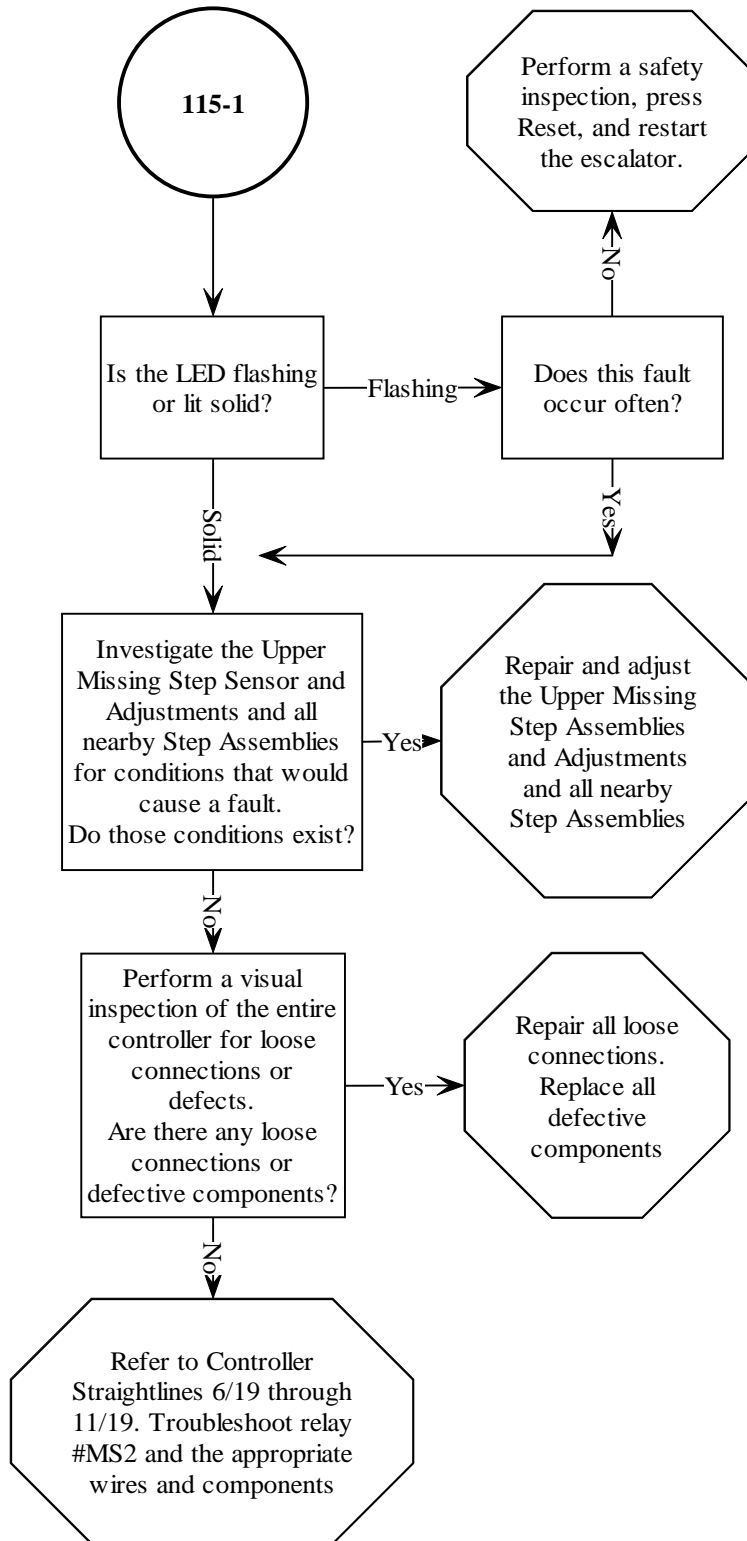 115-1
Perform a safety
inspection, press
Reset, and restart
the escalator.
No
Is the LED flashing
or lit solid?
Flashing
Does this fault
occur often?
Solid
Yes
Investigate the Upper
Missing Step Sensor and
Adjustments and all
nearby Step Assemblies
for conditions that would
cause a fault.
Do those conditions exist?
Yes
Repair and adjust
the Upper Missing
Step Assemblies
and Adjustments
and all nearby
Step Assemblies
No
Perform a visual
inspection of the entire
controller for loose
connections or
defects.
Are there any loose
connections or
defective components?
Yes
Repair all loose
connections.
Replace all
defective
components
No
Refer to Controller
Straightlines 6/19 through
11/19. Troubleshoot relay
#MS2 and the appropriate
wires and components